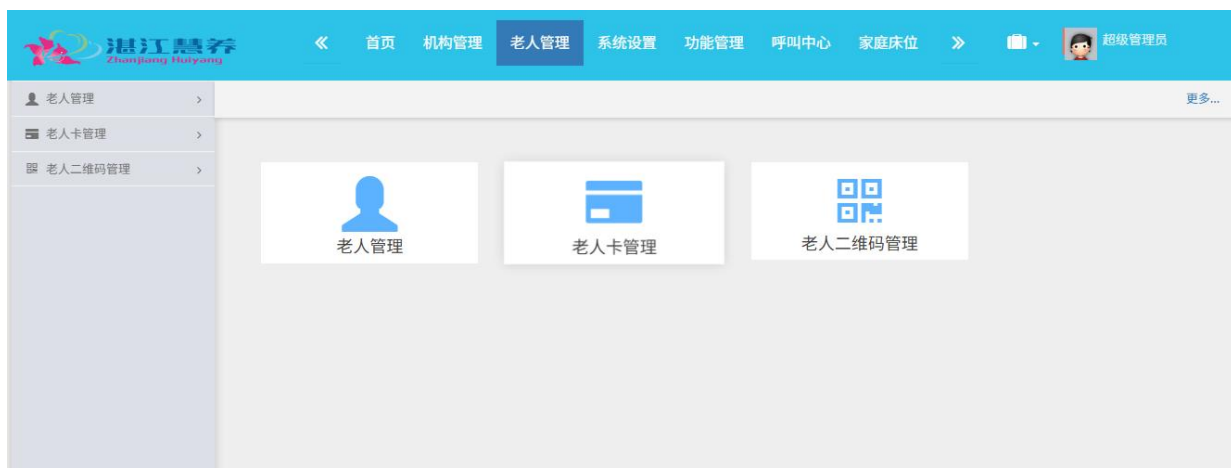 湛江慧养
Zhanjiang Huiyang
首页 机构管理 老人管理 系统设置 功能管理 呼叫中心 家庭床位
超级管理员
老人管理
更多...
老人卡管理
老人二维码管理
老人管理
老人卡管理
老人二维码管理